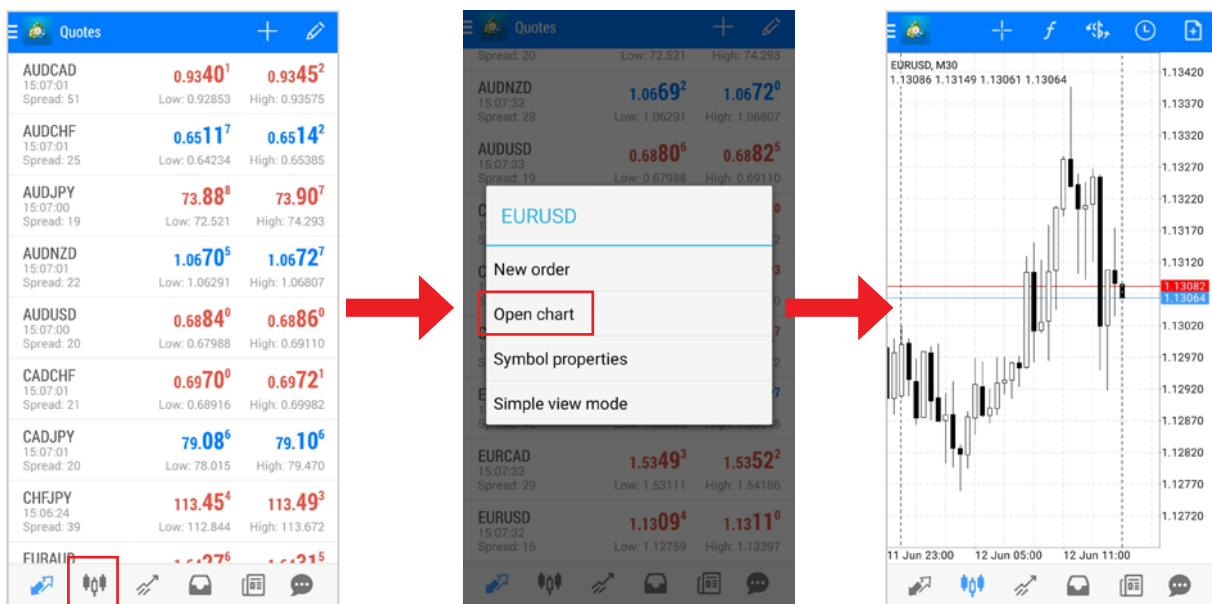 Quotes
AUDCAD
0.9340¹ 0.9345²
15:07:01
Spread: 51 Low: 0.92853 High: 0.93575
AUDCHF
0.6511⁷ 0.6514²
15:07:01
Spread: 25 Low: 0.64234 High: 0.65385
AUDJPY
73.88⁸ 73.90⁷
15:07:00
Spread: 19 Low: 72.521 High: 74.293
AUDNZD
1.0670⁵ 1.0672⁷
15:07:01
Spread: 22 Low: 1.06291 High: 1.06807
AUDUSD
0.6884⁰ 0.6886⁰
15:07:00
Spread: 20 Low: 0.67988 High: 0.69110
CADCHF
0.6970⁰ 0.6972¹
15:07:01
Spread: 21 Low: 0.68916 High: 0.69982
CADJPY
79.08⁶ 79.10⁶
15:07:01
Spread: 20 Low: 78.015 High: 79.470
CHFJPY
113.45⁴ 113.49³
15:06:24
Spread: 39 Low: 112.844 High: 113.672
EURAUD
Quotes
Spread: 20 Low: 72.521 High: 74.293
AUDNZD
1.0669² 1.0672⁰
15:07:33
Spread: 28 Low: 1.06291 High: 1.06807
AUDUSD
0.6880⁶ 0.6882⁵
15:07:33
Spread: 19 Low: 0.67988 High: 0.69110
EURUSD
New order
Open chart
Symbol properties
Simple view mode
EURCAD
1.5349³ 1.5352²
15:07:33
Spread: 29 Low: 1.53111 High: 1.54186
EURUSD
1.1309⁴ 1.1311⁰
15:07:32
Spread: 16 Low: 1.12759 High: 1.13397
EURUSD, M30
1.13086 1.13149 1.13061 1.13064
1.13420
1.13370
1.13320
1.13270
1.13220
1.13170
1.13120
1.13082
1.13064
1.13020
1.12970
1.12920
1.12870
1.12820
1.12770
1.12720
11 Jun 23:00 12 Jun 05:00 12 Jun 11:00